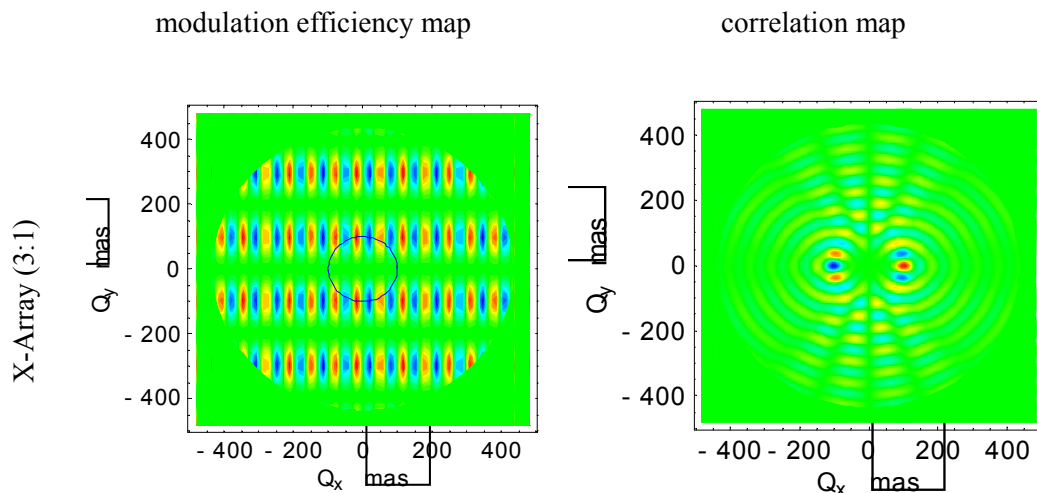 modulation efficiency map
correlation map
X-Array (3:1)
Qy mas
400
200
0
- 200
- 400
- 400 - 200 0 200 400
Qx mas
Qy mas
400
200
0
- 200
- 400
- 400 - 200 0 200 400
Qx mas